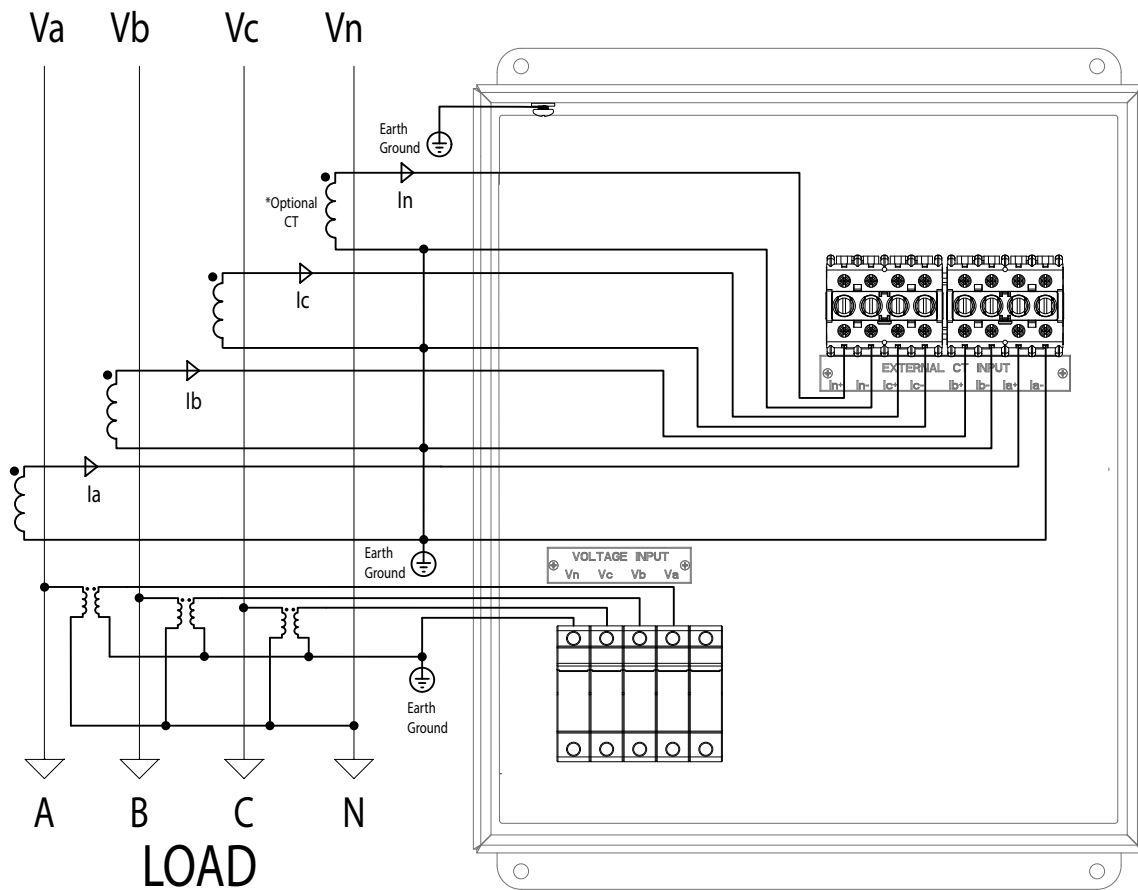 Va Vb Vc Vn
Earth
Ground
In
*Optional
CT
Ic
Ib
EXTERNAL CT INPUT
In+ In- Ic+ Ic- Ib+ Ib- Ia+ Ia-
Ia
Earth
Ground
VOLTAGE INPUT
Vn Vc Vb Va
Earth
Ground
A B C N
LOAD